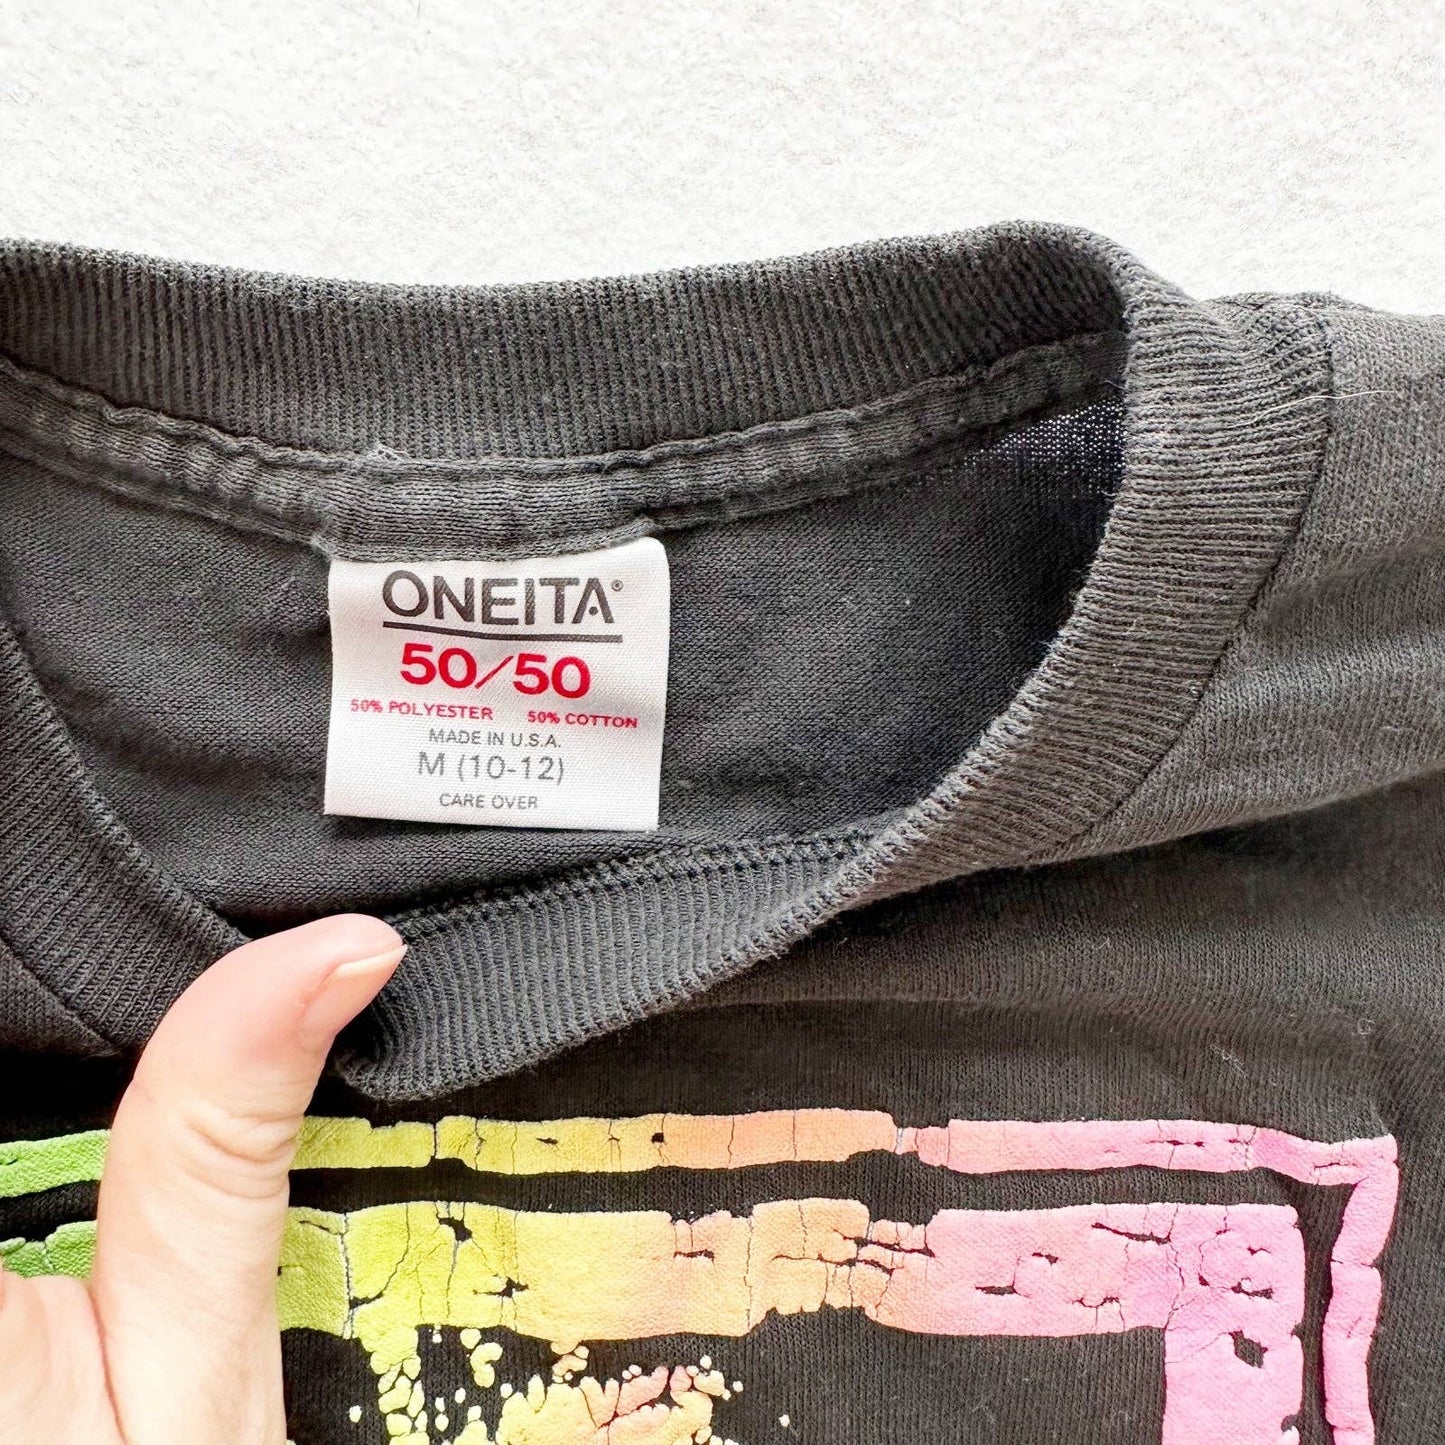 ONEITA®
50/50
50% POLYESTER 50% COTTON
MADE IN U.S.A.
M (10-12)
CARE OVER